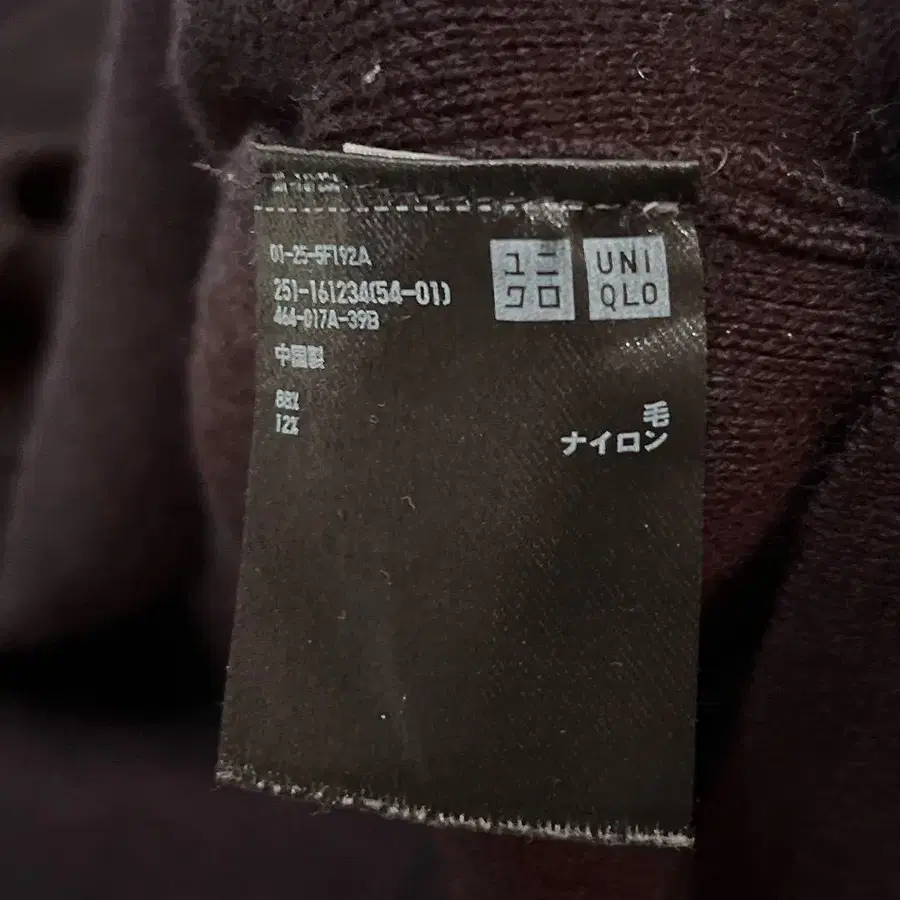 01-25-5F192A
251-161234(54-01)
464-017A-39B
中国製
88% 毛
12% ナイロン
ユニ
クロ
UNI
QLO